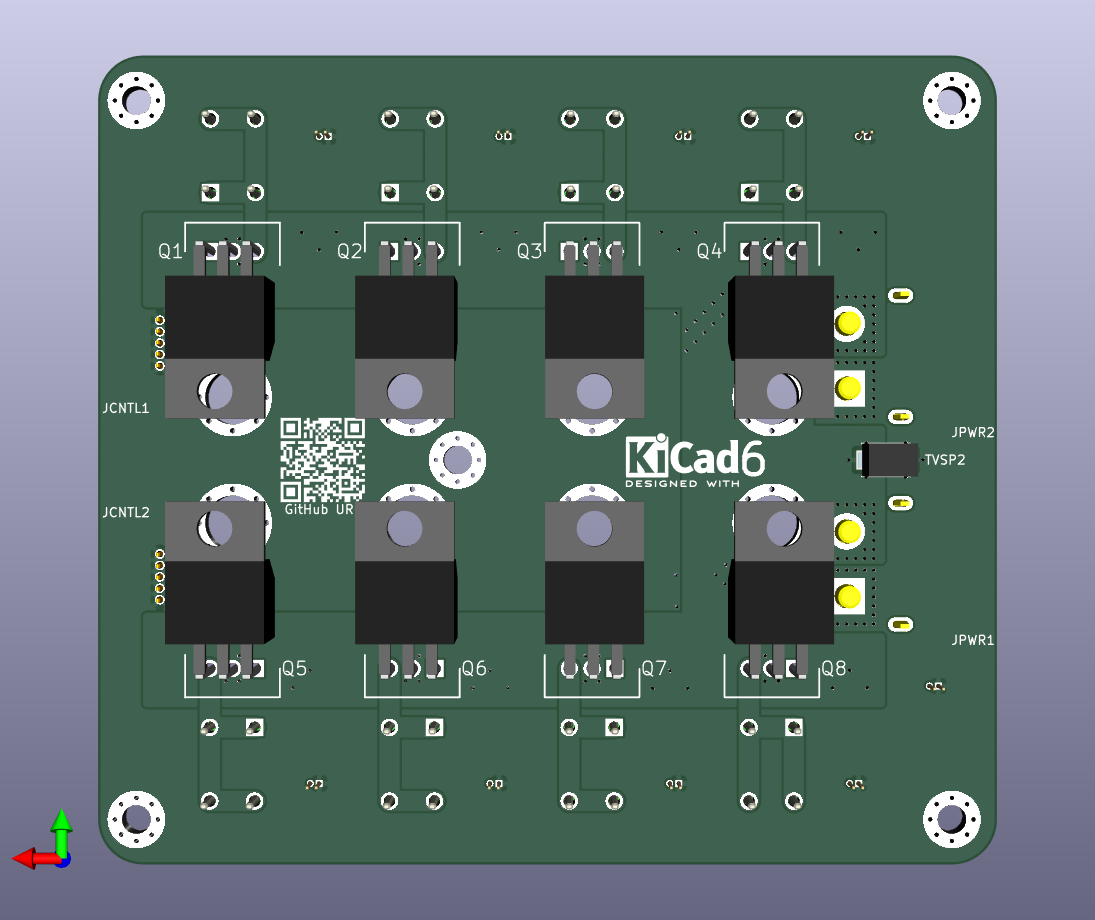 Q1
Q2
Q3
Q4
JCNTL1
JPWR2
KiCad6
DESIGNED WITH
TVSP2
JCNTL2
GitHub UR
JPWR1
Q5
Q6
Q7
Q8